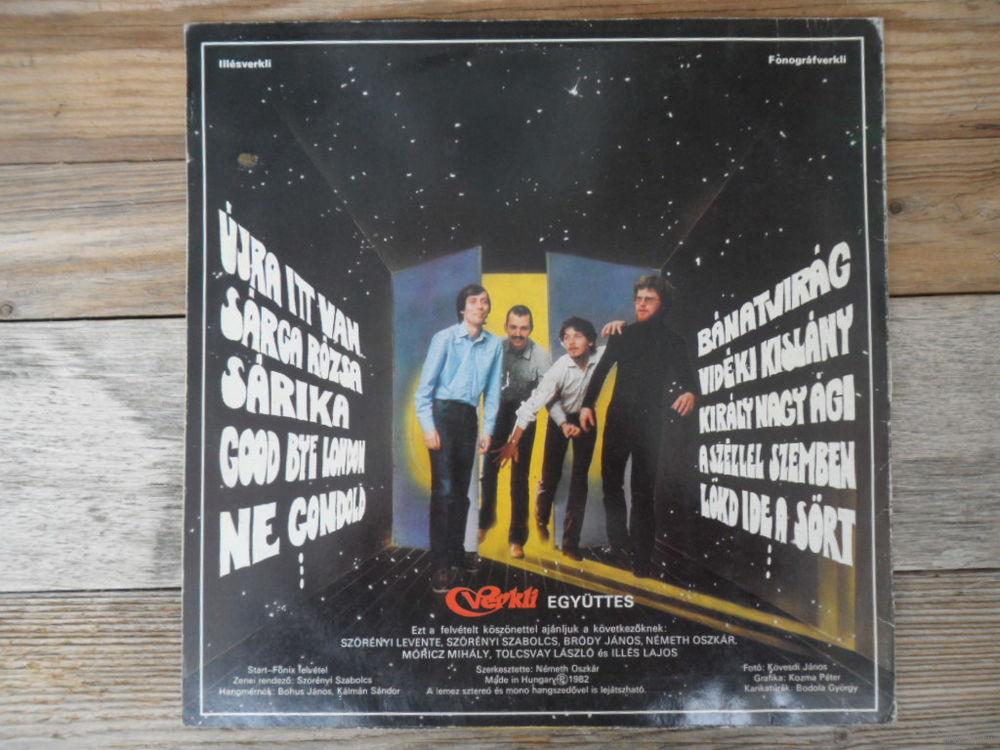 Illésverkli
Fonográfverkli
ÚJRA ITT VAN
SÁRGA RÓZSA
SÁRIKA
GOOD BYE LONDON
NE GONDOLD
⋮
BÁNATVIRÁG
VIDÉKI KISLÁNY
KIRÁLY NAGY ÁGI
A SZÉLLEL SZEMBEN
LÖKD IDE A SÖRT
⋮
Verkli EGYÜTTES
Ezt a felvételt köszönettel ajánljuk a következőknek:
SZÖRÉNYI LEVENTE, SZÖRÉNYI SZABOLCS, BRÓDY JÁNOS, NÉMETH OSZKÁR,
MÓRICZ MIHÁLY, TOLCSVAY LÁSZLÓ és ILLÉS LAJOS
Start–Főnix felvétel
Zenei rendező: Szörényi Szabolcs
Hangmérnök: Bohus János, Kálmán Sándor
Szerkesztette: Németh Oszkár
Made in Hungary Ⓟ 1982
A lemez sztereó és mono hangszedővel is lejátszható.
Fotó: Kövesdi János
Grafika: Kozma Péter
Karikatúrák: Bodola György